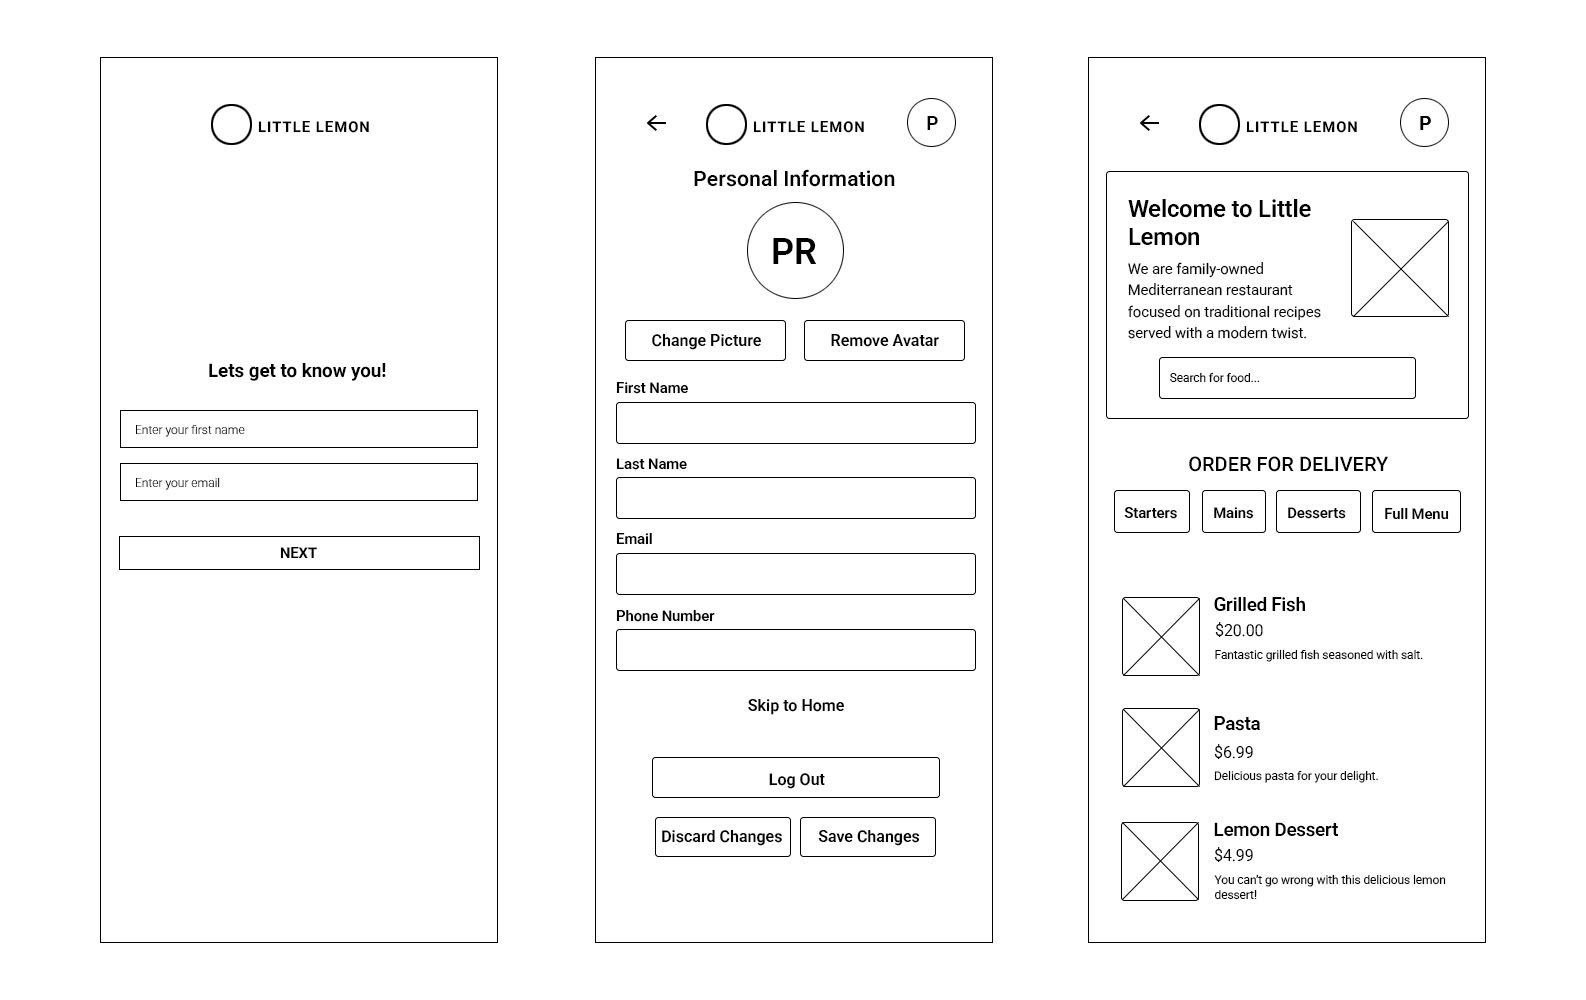 LITTLE LEMON
Lets get to know you!
Enter your first name
Enter your email
NEXT
LITTLE LEMON
P
Personal Information
PR
Change Picture
Remove Avatar
First Name
Last Name
Email
Phone Number
Skip to Home
Log Out
Discard Changes
Save Changes
LITTLE LEMON
P
Welcome to Little
Lemon
We are family-owned
Mediterranean restaurant
focused on traditional recipes
served with a modern twist.
Search for food...
ORDER FOR DELIVERY
Starters
Mains
Desserts
Full Menu
Grilled Fish
$20.00
Fantastic grilled fish seasoned with salt.
Pasta
$6.99
Delicious pasta for your delight.
Lemon Dessert
$4.99
You can't go wrong with this delicious lemon
dessert!